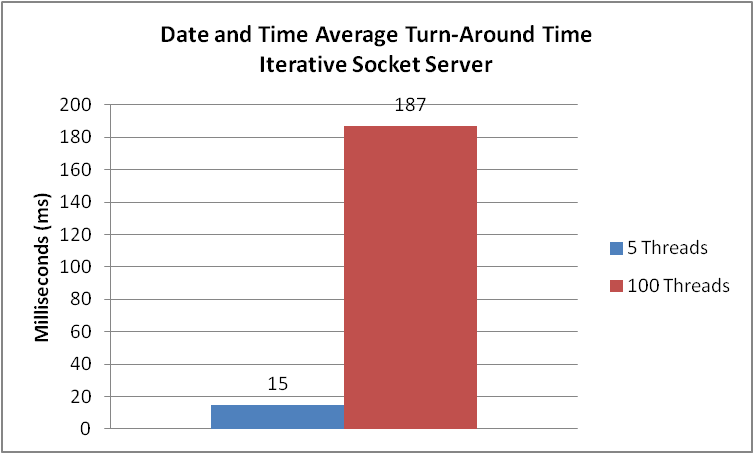 Date and Time Average Turn-Around Time
Iterative Socket Server
Milliseconds (ms)
200
180
160
140
120
100
80
60
40
20
0
187
15
5 Threads
100 Threads